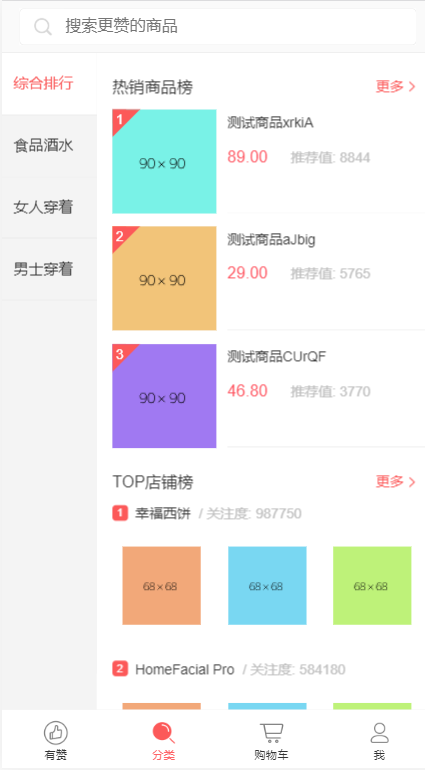 搜索更赞的商品
综合排行
食品酒水
女人穿着
男士穿着
热销商品榜 更多
1
90×90
测试商品xrkiA
89.00 推荐值: 8844
2
90×90
测试商品aJbig
29.00 推荐值: 5765
3
90×90
测试商品CUrQF
46.80 推荐值: 3770
TOP店铺榜 更多
1 幸福西饼 / 关注度: 987750
68×68 68×68 68×68
2 HomeFacial Pro / 关注度: 584180
有赞 分类 购物车 我